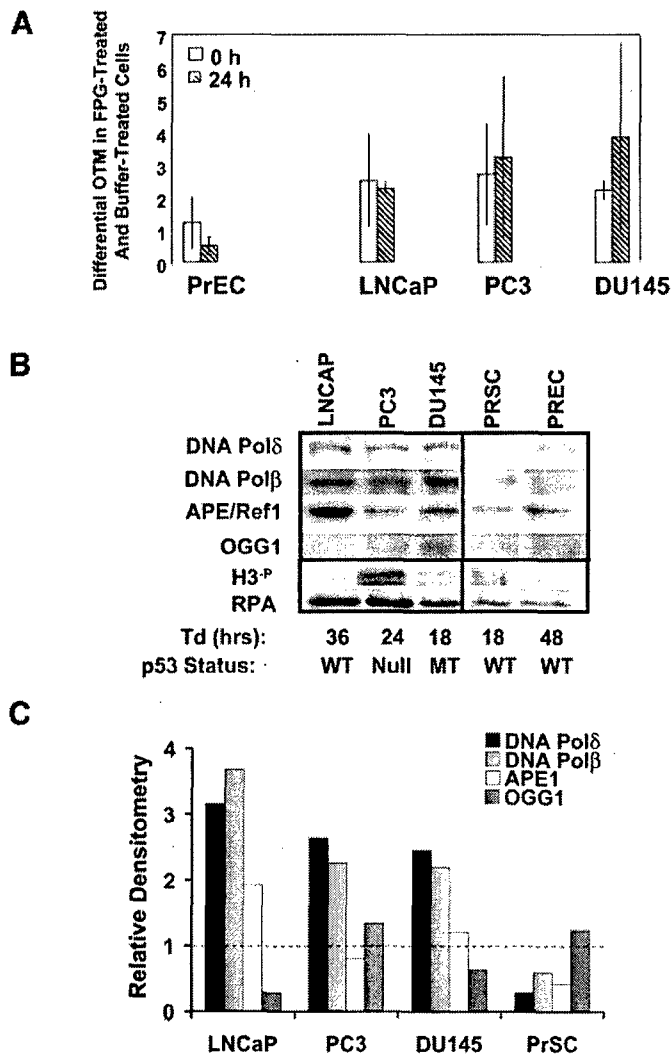 A
Differential OTM in FPG-Treated
And Buffer-Treated Cells
7
6
5
4
3
2
1
0
0 h
24 h
PrEC LNCaP PC3 DU145
B
LNCAP PC3 DU145 PRSC PREC
DNA Polδ
DNA Polβ
APE/Ref1
OGG1
H3-P
RPA
Td (hrs): 36 24 18 18 48
p53 Status: WT Null MT WT WT
C
Relative Densitometry
4
3
2
1
0
DNA Polδ
DNA Polβ
APE1
OGG1
LNCaP PC3 DU145 PrSC